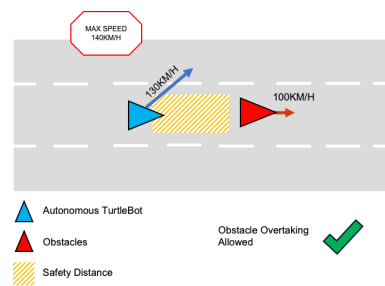 MAX SPEED
140KM/H
130KM/H
100KM/H
Autonomous TurtleBot
Obstacles
Safety Distance
Obstacle Overtaking
Allowed